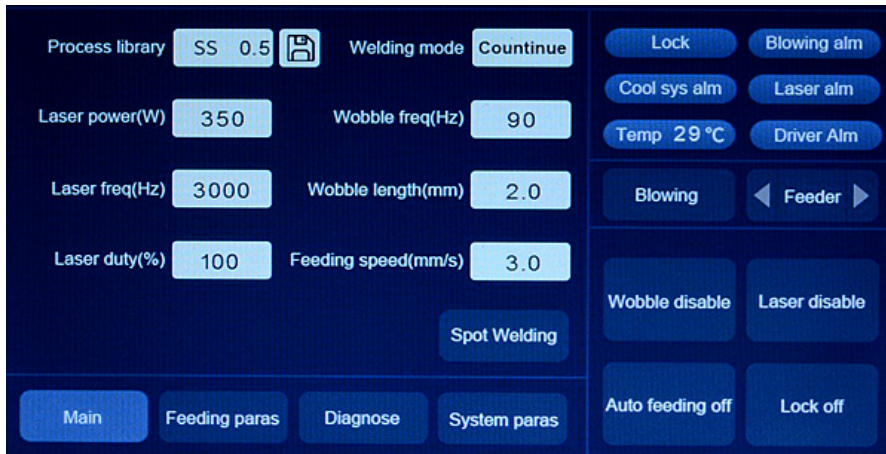 Process library SS 0.5 Welding mode Countinue
Laser power(W) 350 Wobble freq(Hz) 90
Laser freq(Hz) 3000 Wobble length(mm) 2.0
Laser duty(%) 100 Feeding speed(mm/s) 3.0
Spot Welding
Main Feeding paras Diagnose System paras
Lock Blowing alm
Cool sys alm Laser alm
Temp 29℃ Driver Alm
Blowing Feeder
Wobble disable Laser disable
Auto feeding off Lock off